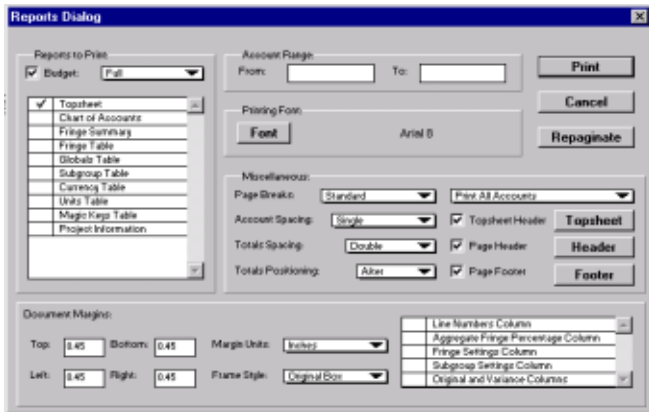 Reports Dialog
Reports to Print:
Budget: Full
Topsheet
Chart of Accounts
Fringe Summary
Fringe Table
Globals Table
Subgroup Table
Currency Table
Units Table
Magic Keys Table
Project Information
Account Range:
From: To:
Printing Font:
Font Arial 8
Print
Cancel
Repaginate
Miscellaneous:
Page Breaks: Standard Print All Accounts
Account Spacing: Single Topsheet Header Topsheet
Totals Spacing: Double Page Header Header
Totals Positioning: After Page Footer Footer
Document Margins:
Top: 0.45 Bottom: 0.45 Margin Units: Inches
Left: 0.45 Right: 0.45 Frame Style: Original Box
Line Numbers Column
Aggregate Fringe Percentage Column
Fringe Settings Column
Subgroup Settings Column
Original and Variance Columns